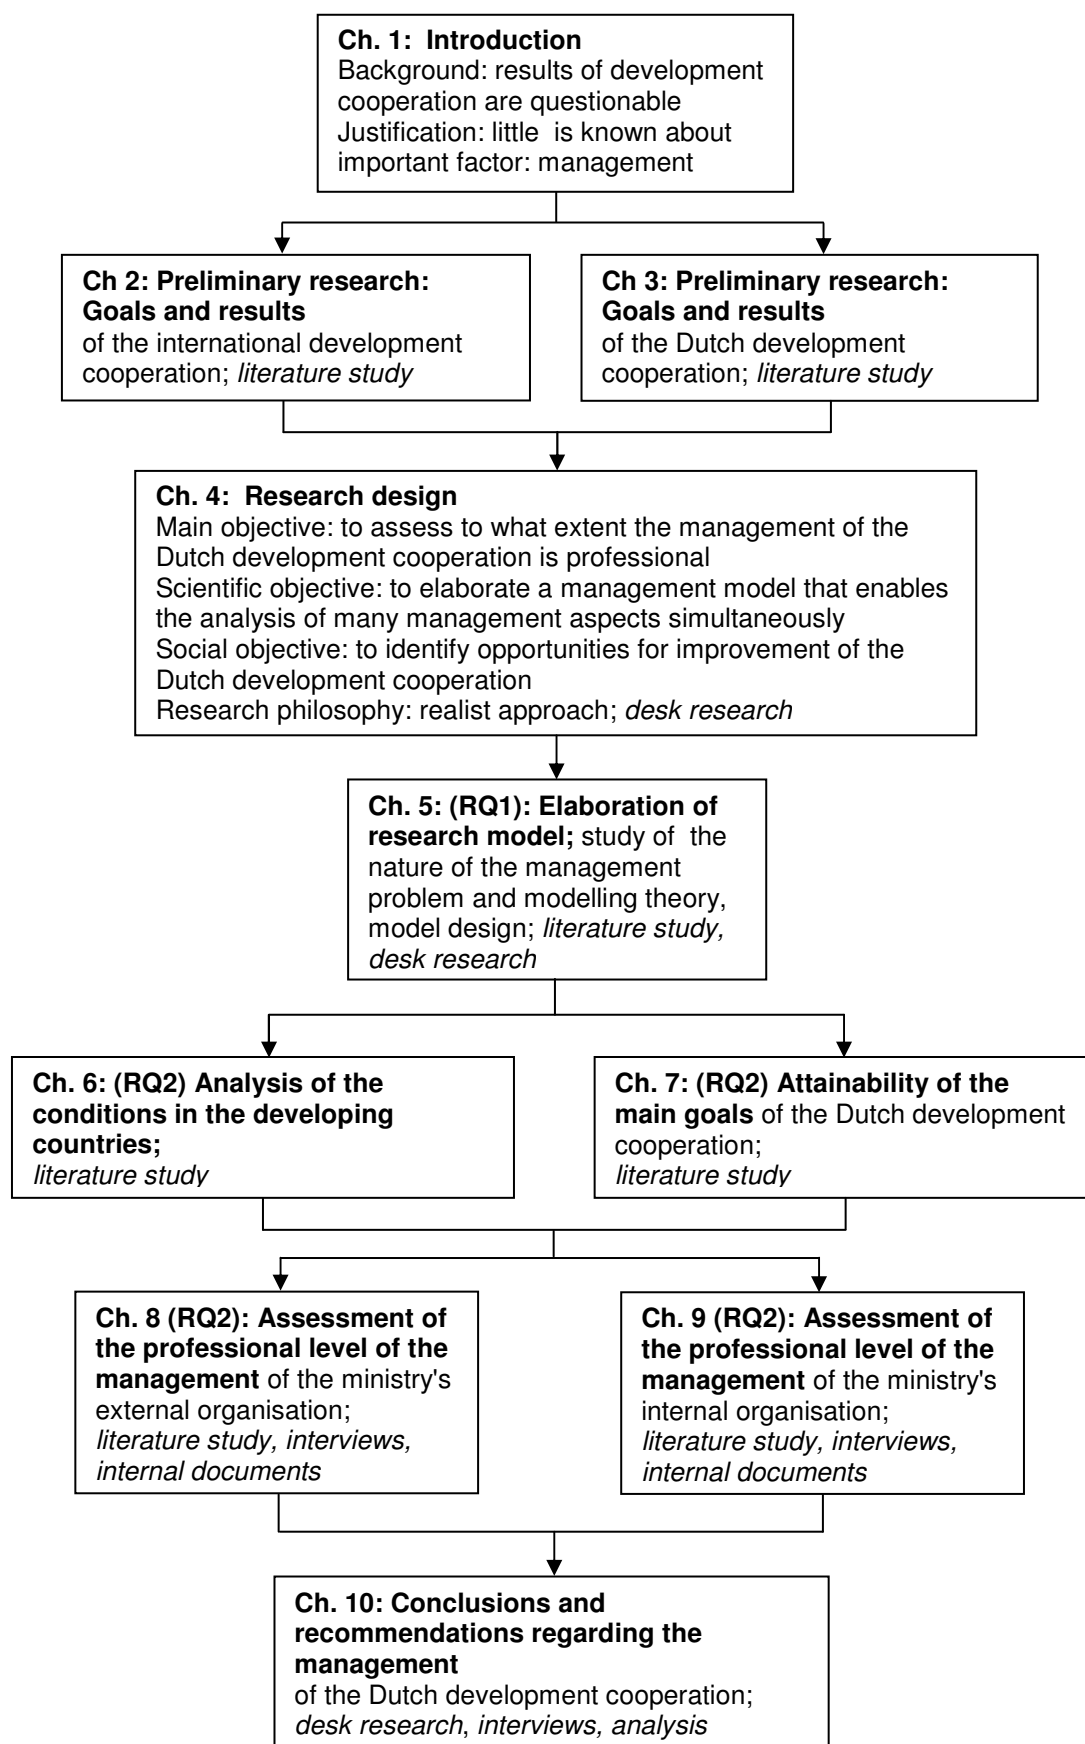 Ch. 1:  Introduction
Background: results of development
cooperation are questionable
Justification: little  is known about
important factor: management
Ch 2: Preliminary research:
Goals and results
of the international development
cooperation; literature study
Ch 3: Preliminary research:
Goals and results
of the Dutch development
cooperation; literature study
Ch. 4:  Research design
Main objective: to assess to what extent the management of the
Dutch development cooperation is professional
Scientific objective: to elaborate a management model that enables
the analysis of many management aspects simultaneously
Social objective: to identify opportunities for improvement of the
Dutch development cooperation
Research philosophy: realist approach; desk research
Ch. 5: (RQ1): Elaboration of
research model; study of  the
nature of the management
problem and modelling theory,
model design; literature study,
desk research
Ch. 6: (RQ2) Analysis of the
conditions in the developing
countries;
literature study
Ch. 7: (RQ2) Attainability of the
main goals of the Dutch development
cooperation;
literature study
Ch. 8 (RQ2): Assessment of
the professional level of the
management of the ministry's
external organisation;
literature study, interviews,
internal documents
Ch. 9 (RQ2): Assessment of
the professional level of the
management of the ministry's
internal organisation;
literature study, interviews,
internal documents
Ch. 10: Conclusions and
recommendations regarding the
management
of the Dutch development cooperation;
desk research, interviews, analysis